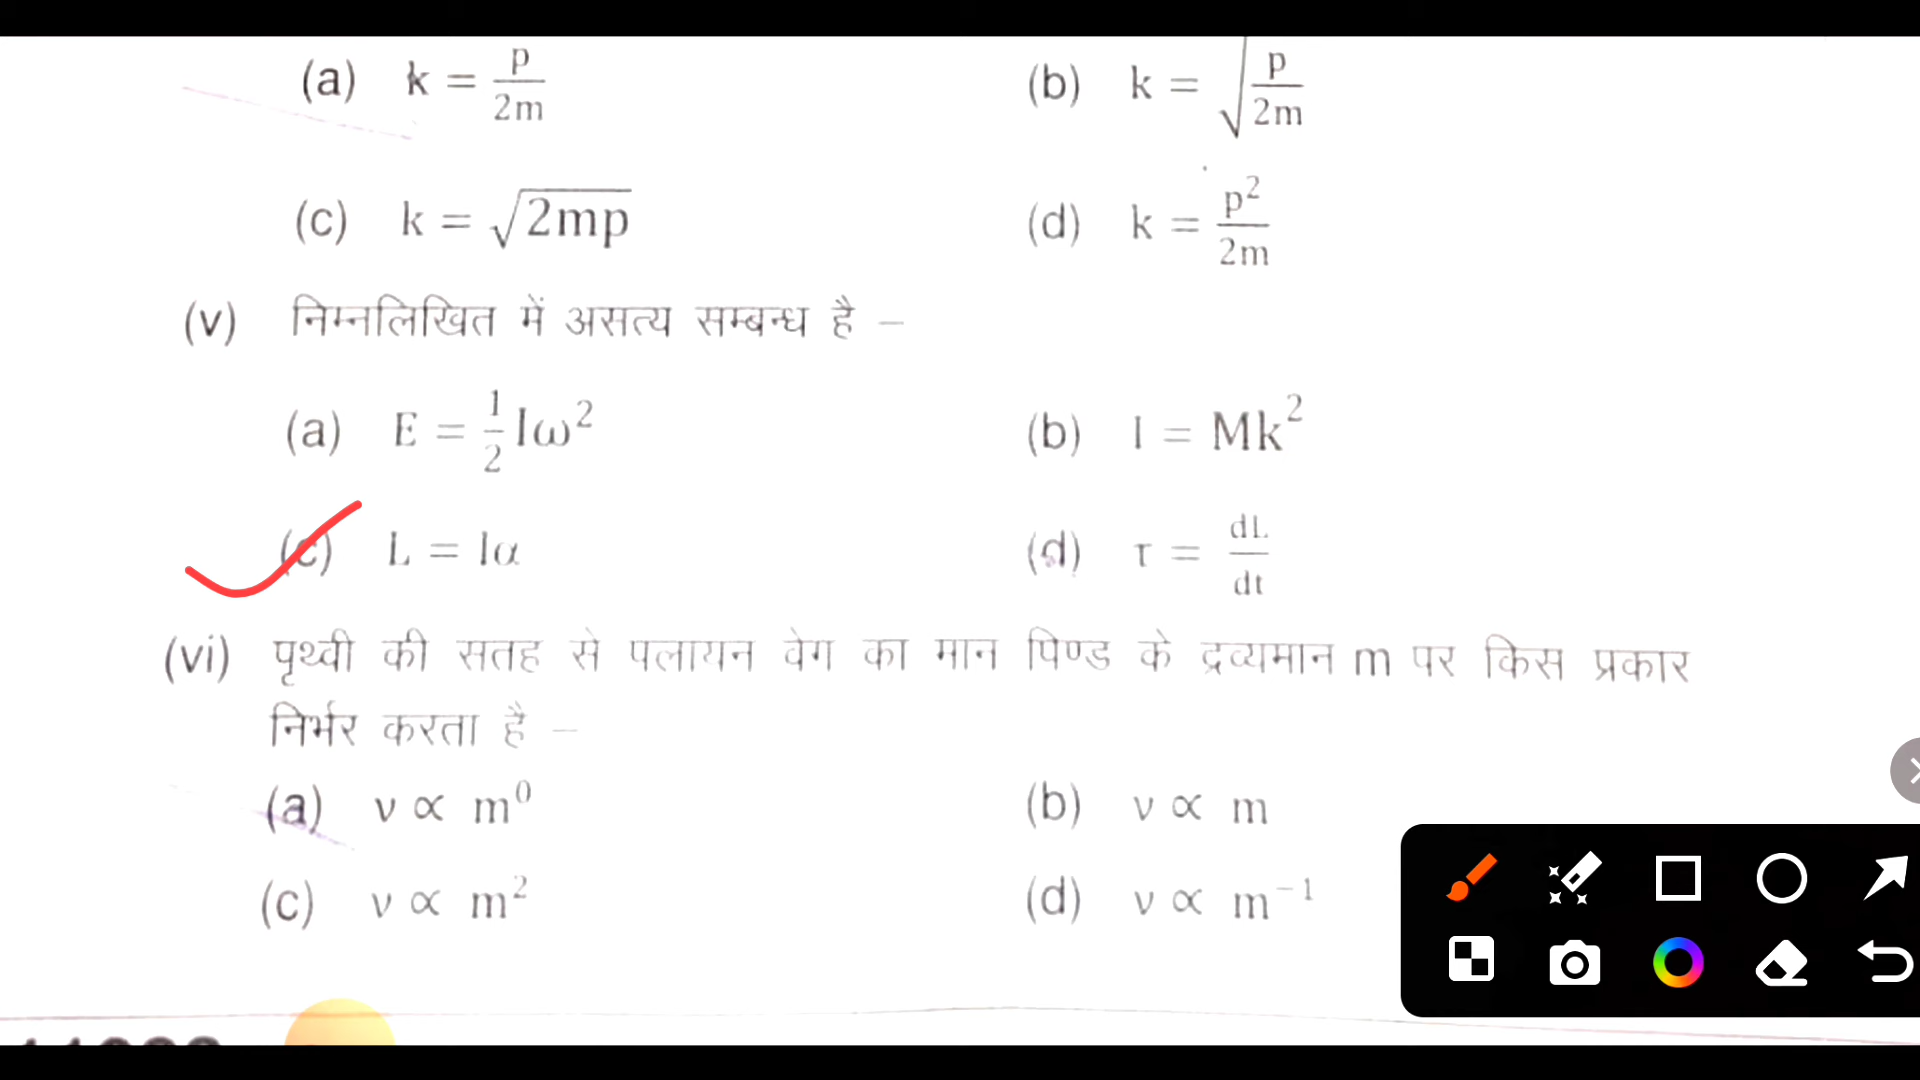 (a) k = p/2m (b) k = √(p/2m)
(c) k = √2mp (d) k = p²/2m
(v) निम्नलिखित में असत्य सम्बन्ध है –
(a) E = 1/2 Iω² (b) I = Mk²
(c) L = Iα (d) τ = dL/dt
(vi) पृथ्वी की सतह से पलायन वेग का मान पिण्ड के द्रव्यमान m पर किस प्रकार
निर्भर करता है –
(a) v ∝ m⁰ (b) v ∝ m
(c) v ∝ m² (d) v ∝ m⁻¹